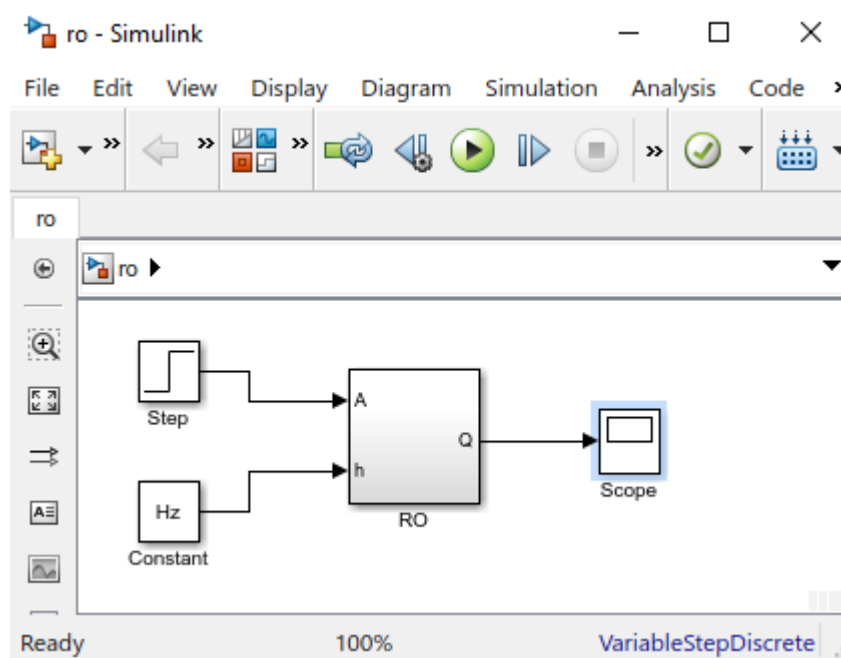 ro - Simulink
File Edit View Display Diagram Simulation Analysis Code
ro
ro
Step
A
Q
h
Hz
Scope
RO
Constant
Ready 100% VariableStepDiscrete